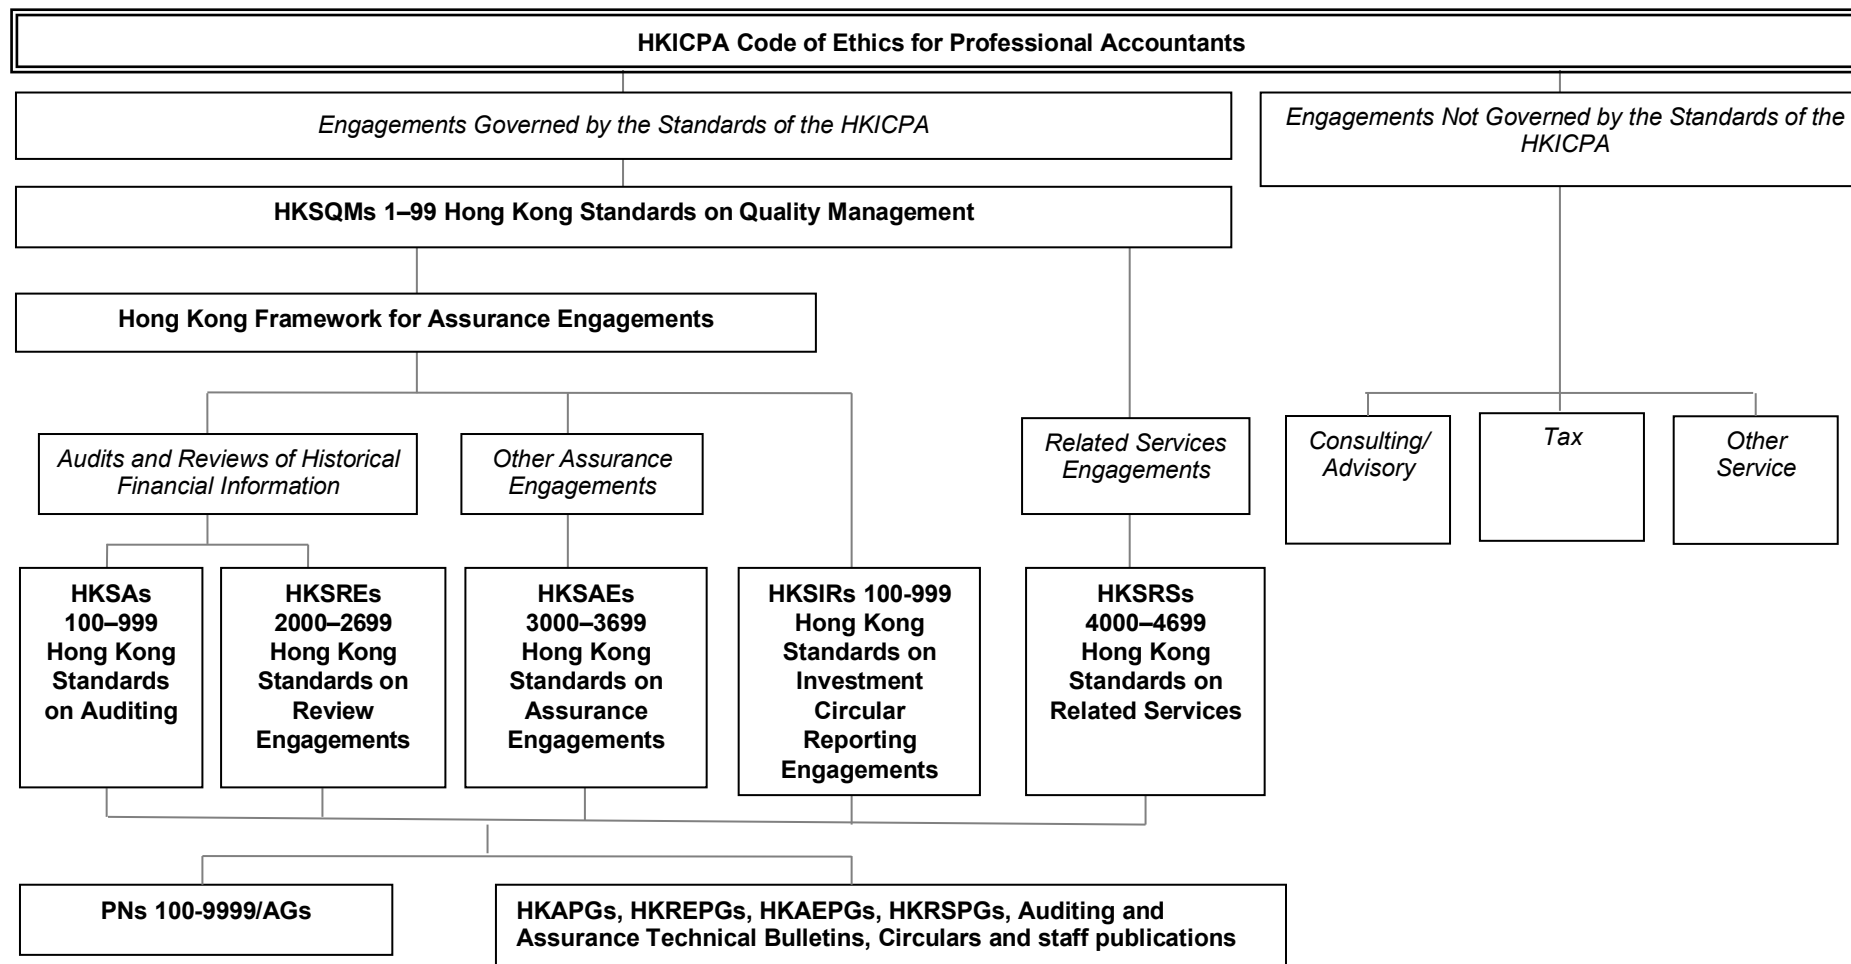 HKICPA Code of Ethics for Professional Accountants
Engagements Governed by the Standards of the HKICPA
Engagements Not Governed by the Standards of the
HKICPA
HKSQMs 1–99 Hong Kong Standards on Quality Management
Hong Kong Framework for Assurance Engagements
Audits and Reviews of Historical
Financial Information
Other Assurance
Engagements
Related Services
Engagements
Consulting/
Advisory
Tax
Other
Service
HKSAs
100–999
Hong Kong
Standards
on Auditing
HKSREs
2000–2699
Hong Kong
Standards on
Review
Engagements
HKSAEs
3000–3699
Hong Kong
Standards on
Assurance
Engagements
HKSIRs 100-999
Hong Kong
Standards on
Investment
Circular
Reporting
Engagements
HKSRSs
4000–4699
Hong Kong
Standards on
Related Services
PNs 100-9999/AGs
HKAPGs, HKREPGs, HKAEPGs, HKRSPGs, Auditing and
Assurance Technical Bulletins, Circulars and staff publications